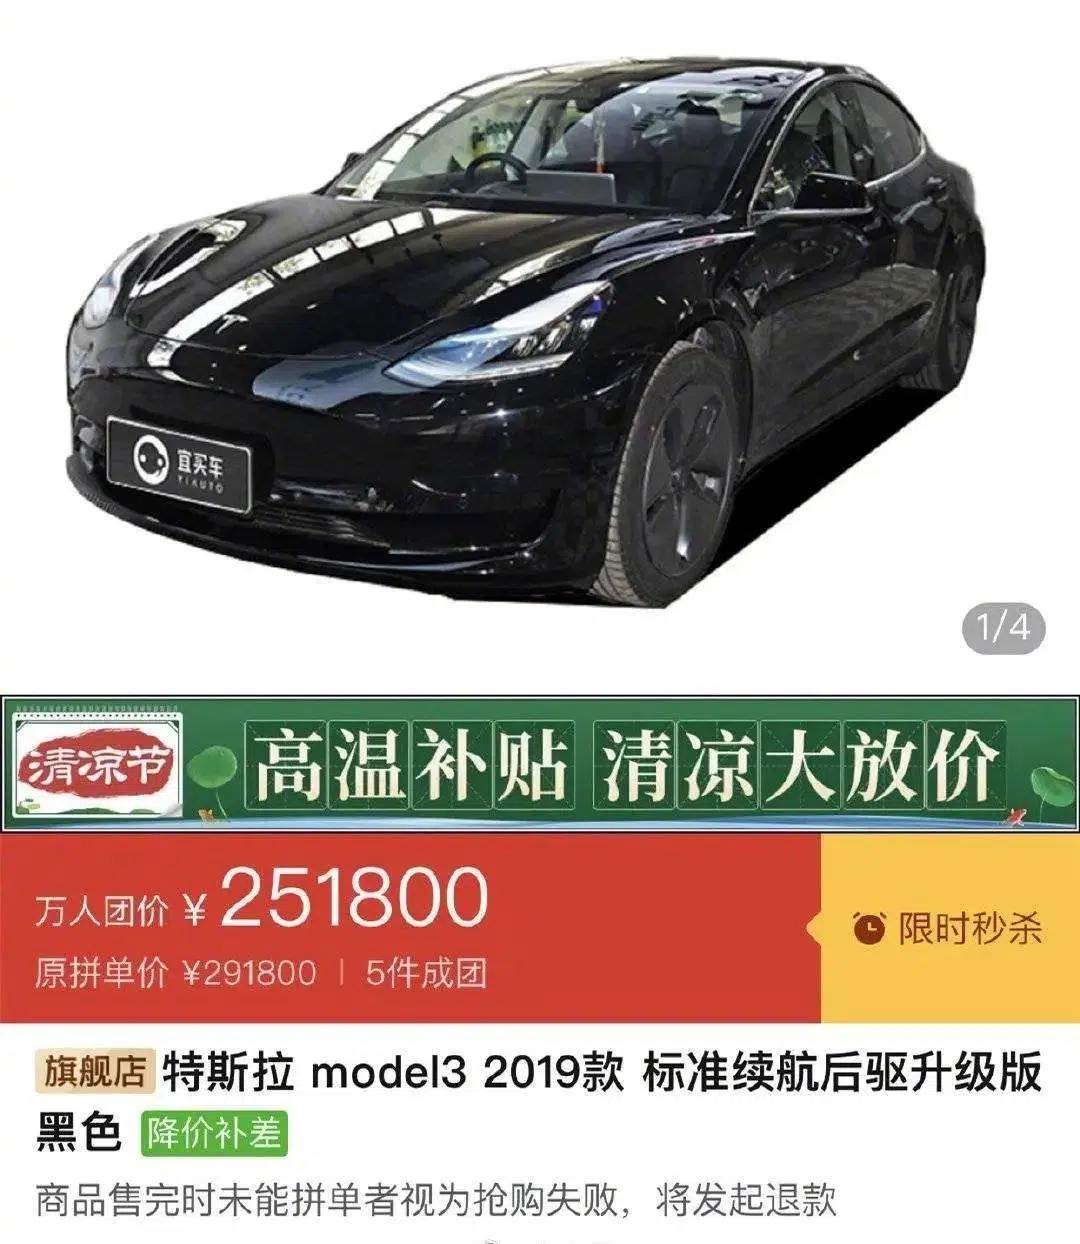 宜买车
YIAUTO
1/4
清凉节
高温补贴 清凉大放价
万人团价 ¥251800
限时秒杀
原拼单价 ¥291800 | 5件成团
旗舰店 特斯拉 model3 2019款 标准续航后驱升级版
黑色 降价补差
商品售完时未能拼单者视为抢购失败，将发起退款